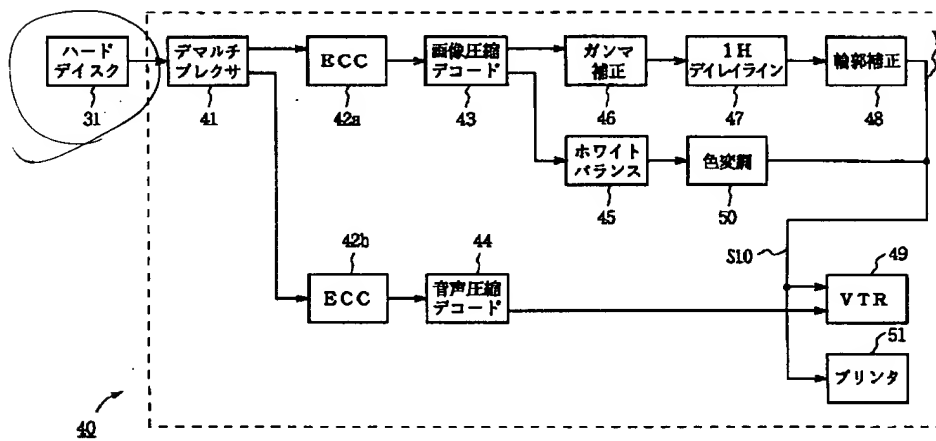 ハード
デイスク
31
デマルチ
プレクサ
41
ECC
42a
画像圧縮
デコード
43
ガンマ
補正
46
1H
デイレイライン
47
輪郭補正
48
ホワイト
バランス
45
色変調
50
42b
ECC
44
音声圧縮
デコード
S10
49
VTR
51
プリンタ
40